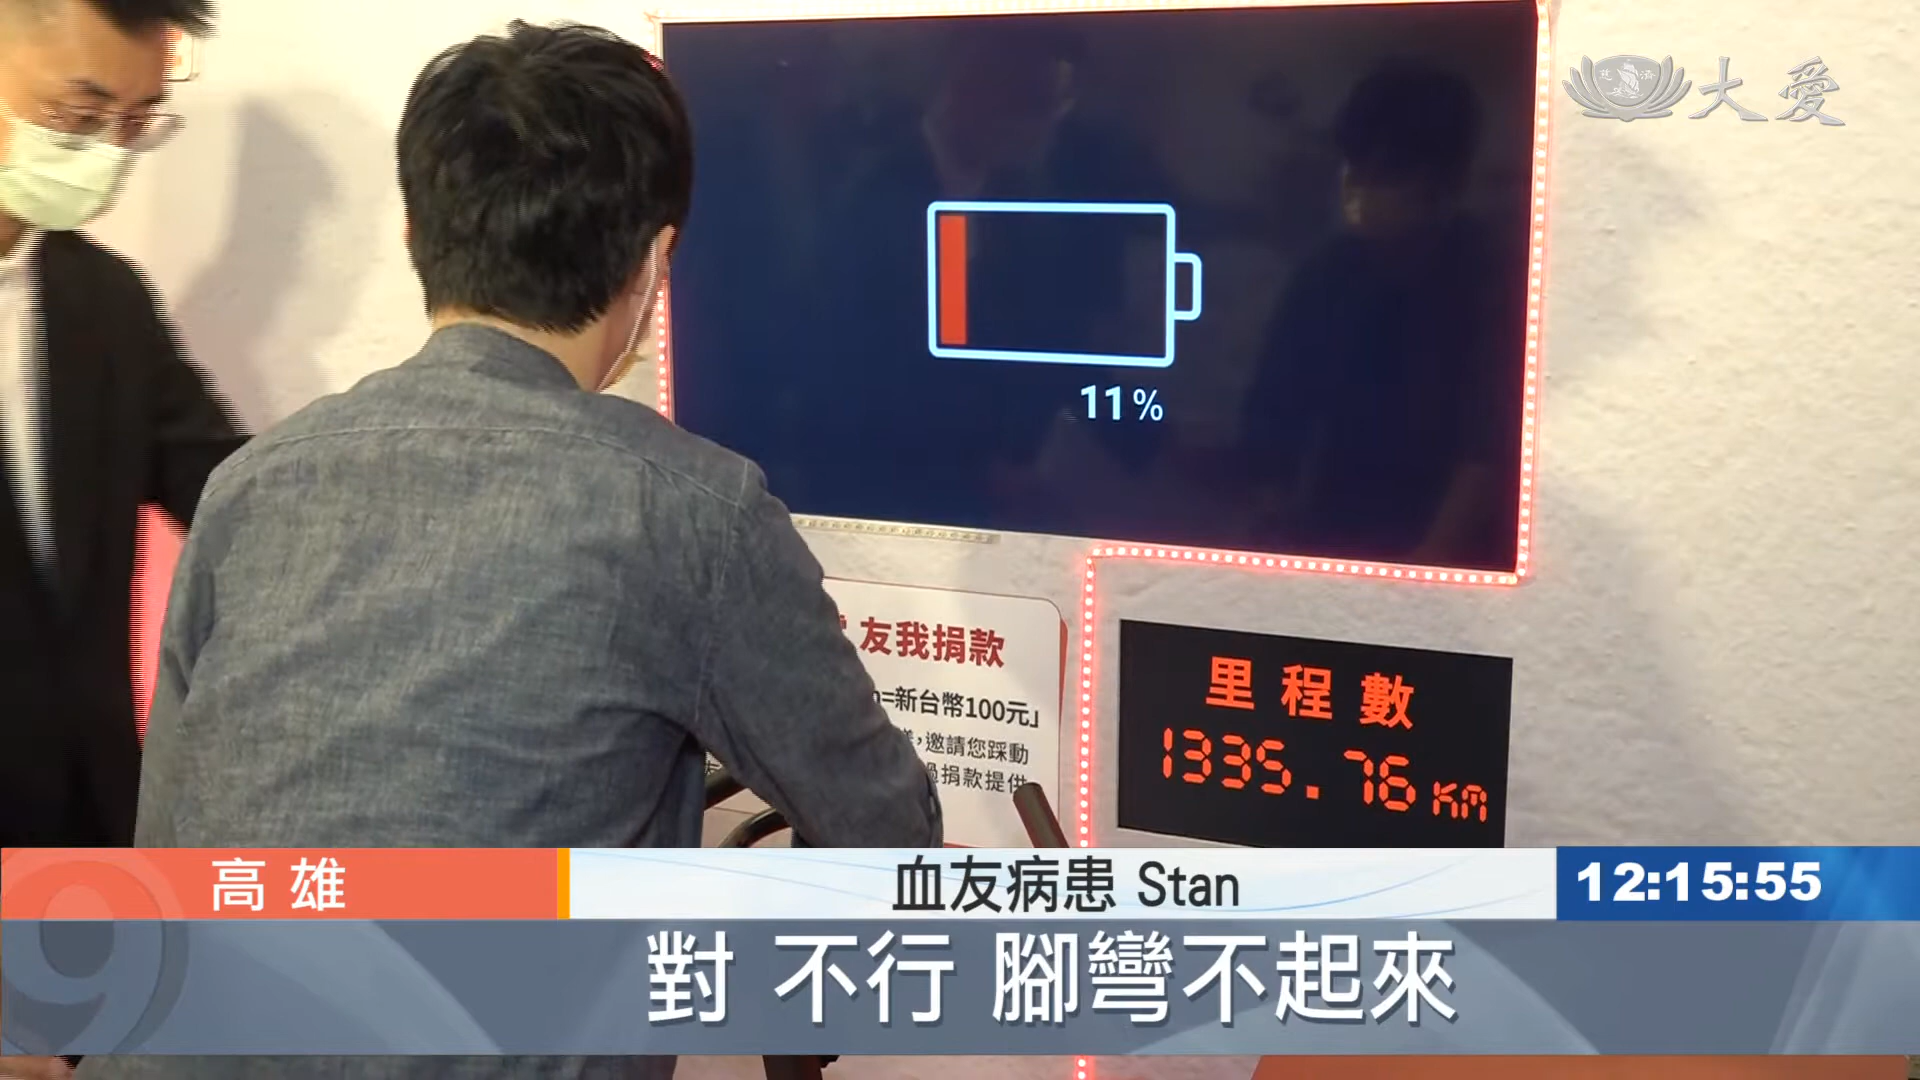 大愛
11%
友我捐款
=新台幣100元」
,邀請您踩動
捐款提供
里程數
1335.76 KM
高雄
血友病患 Stan
12:15:55
對 不行 腳彎不起來